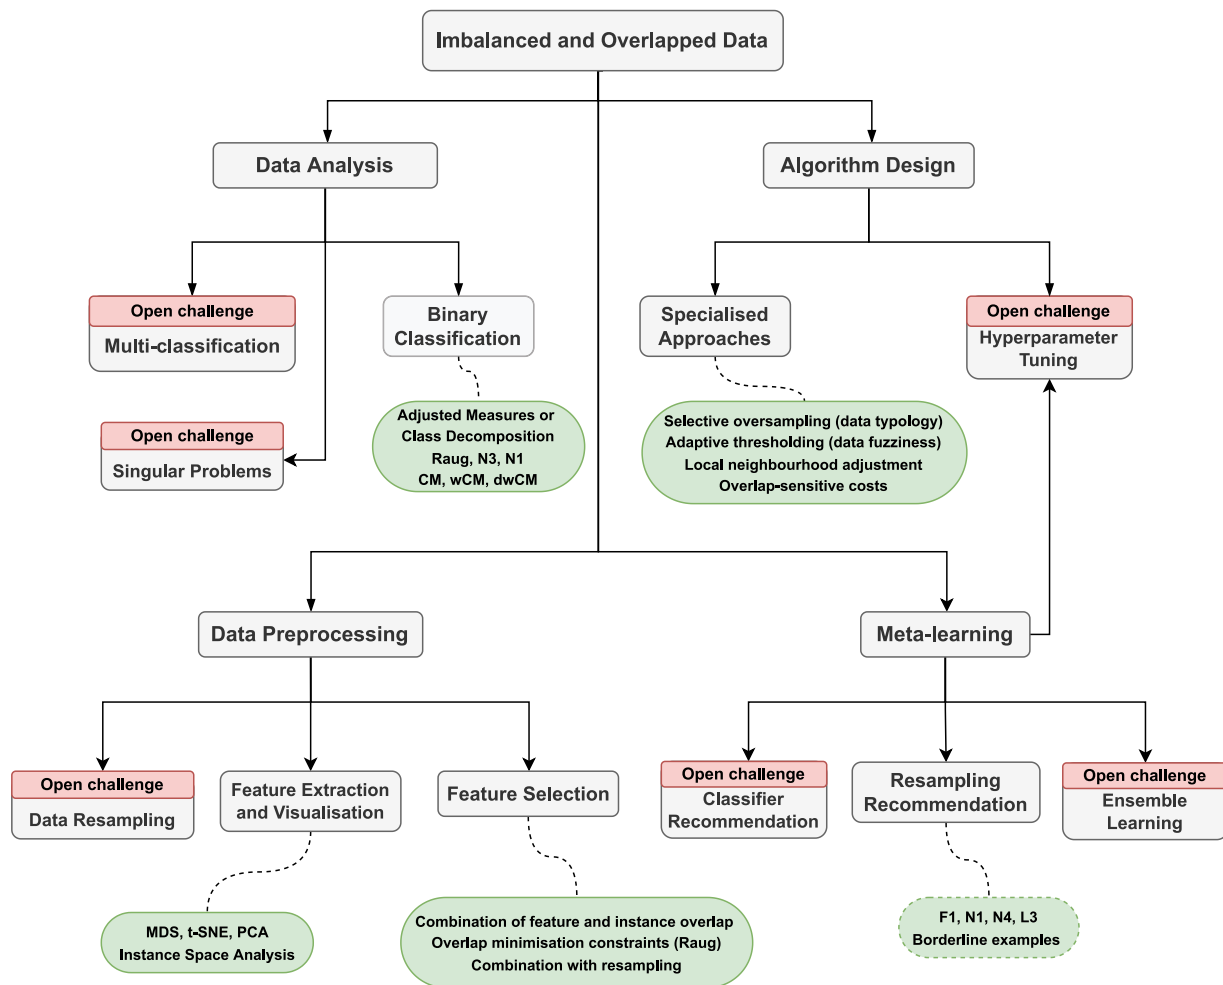 Imbalanced and Overlapped Data
Data Analysis
Algorithm Design
Open challenge
Multi-classification
Binary
Classification
Specialised
Approaches
Open challenge
Hyperparameter
Tuning
Adjusted Measures or
Class Decomposition
Raug, N3, N1
CM, wCM, dwCM
Selective oversampling (data typology)
Adaptive thresholding (data fuzziness)
Local neighbourhood adjustment
Overlap-sensitive costs
Open challenge
Singular Problems
Data Preprocessing
Meta-learning
Open challenge
Data Resampling
Feature Extraction
and Visualisation
Feature Selection
Open challenge
Classifier
Recommendation
Resampling
Recommendation
Open challenge
Ensemble
Learning
MDS, t-SNE, PCA
Instance Space Analysis
Combination of feature and instance overlap
Overlap minimisation constraints (Raug)
Combination with resampling
F1, N1, N4, L3
Borderline examples